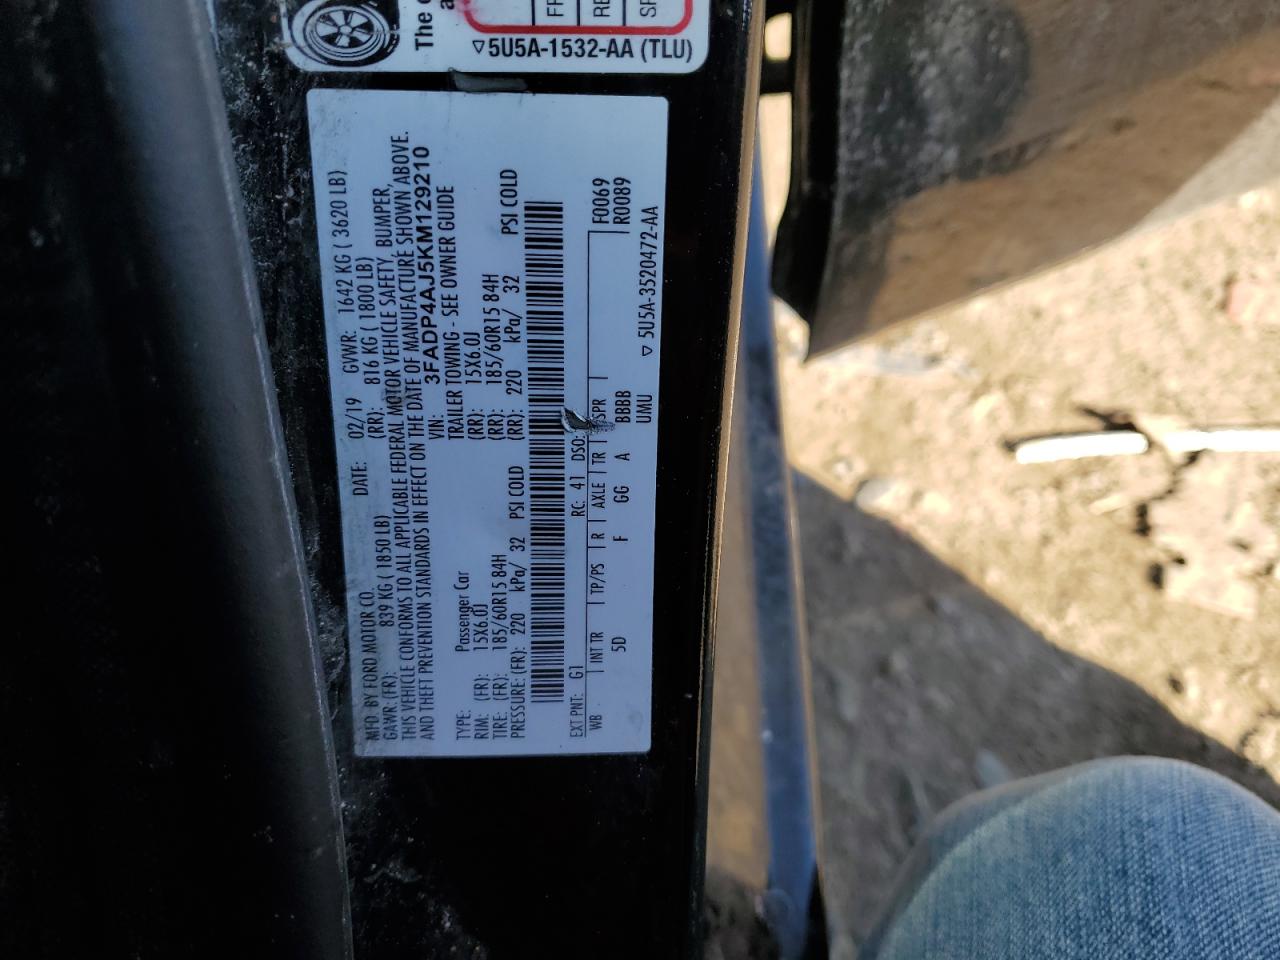 The
FR
RE
SP
▽5U5A-1532-AA (TLU)
MFD. BY FORD MOTOR CO. DATE: 02/19 GVWR: 1642 KG ( 3620 LB)
GAWR: (FR): 839 KG ( 1850 LB) (RR): 816 KG ( 1800 LB)
THIS VEHICLE CONFORMS TO ALL APPLICABLE FEDERAL MOTOR VEHICLE SAFETY, BUMPER,
AND THEFT PREVENTION STANDARDS IN EFFECT ON THE DATE OF MANUFACTURE SHOWN ABOVE.
VIN: 3FADP4AJ5KM129210
TYPE: Passenger Car TRAILER TOWING - SEE OWNER GUIDE
RIM: (FR): 15X6.0J (RR): 15X6.0J
TIRE: (FR): 185/60R15 84H (RR): 185/60R15 84H
PRESSURE: (FR): 220 kPa/ 32 PSI COLD (RR): 220 kPa/ 32 PSI COLD
EXT PNT: G1 RC: 41 DSO: F0069
WB INT TR TP/PS R AXLE TR SPR R0089
5D F GG A BBBB
UMU ▽ 5U5A-3520472-AA